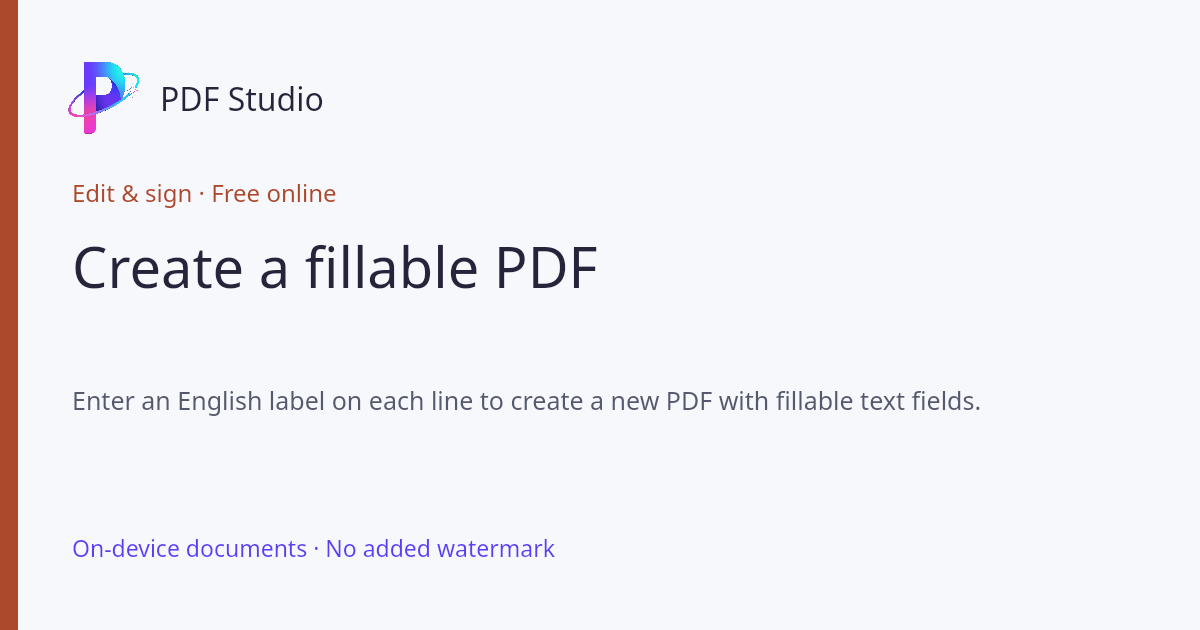 PDF Studio
Edit & sign · Free online
Create a fillable PDF
Enter an English label on each line to create a new PDF with fillable text fields.
On-device documents · No added watermark